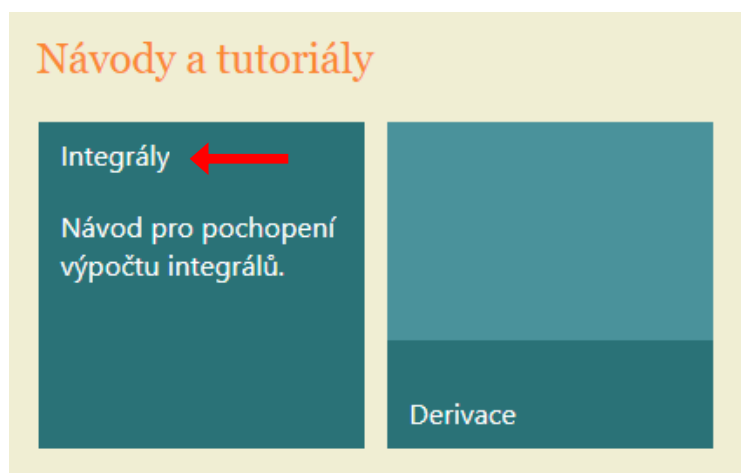 Návody a tutoriály
Integrály
Návod pro pochopení
výpočtu integrálů.
Derivace